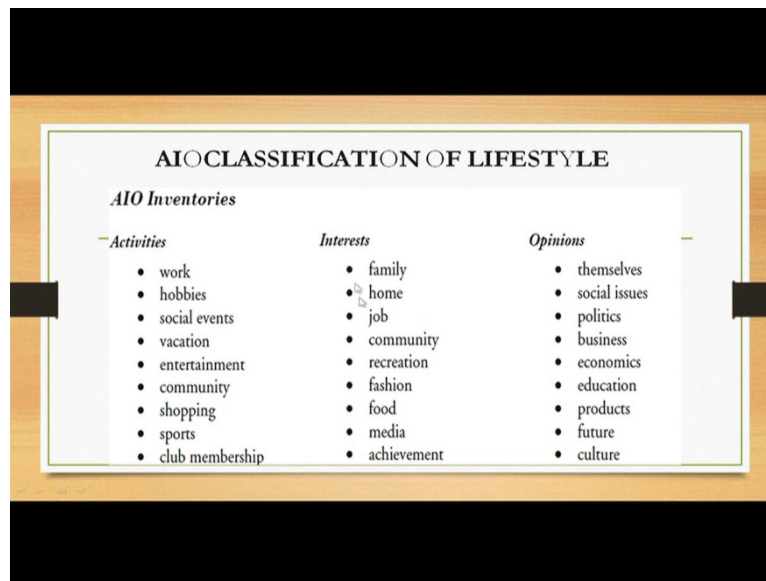 AIOCLASSIFICATION OF LIFESTYLE
AIO Inventories
Activities
• work
• hobbies
• social events
• vacation
• entertainment
• community
• shopping
• sports
• club membership
Interests
• family
• home
• job
• community
• recreation
• fashion
• food
• media
• achievement
Opinions
• themselves
• social issues
• politics
• business
• economics
• education
• products
• future
• culture